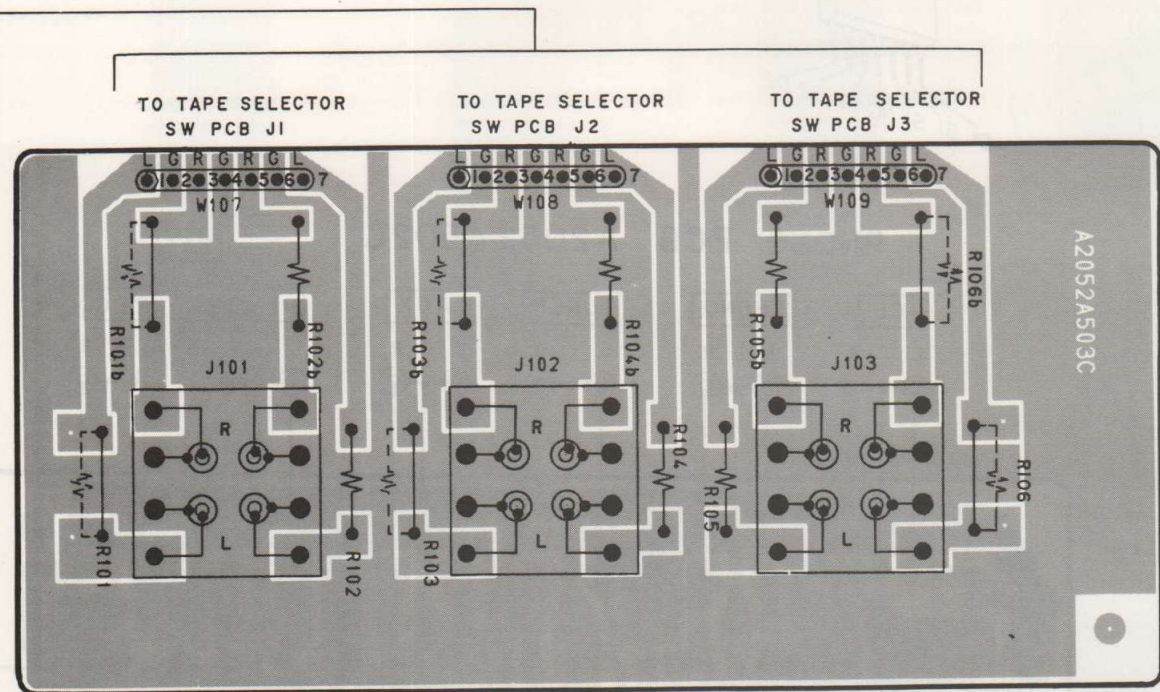 TO TAPE SELECTOR
SW PCB J1
TO TAPE SELECTOR
SW PCB J2
TO TAPE SELECTOR
SW PCB J3
L G R G R G L
L G R G R G L
L G R G R G L
1 2 3 4 5 6 7
1 2 3 4 5 6 7
1 2 3 4 5 6 7
W107
W108
W109
A2052A503C
R101b
R102b
R103b
R104b
R105b
R106b
J101
J102
J103
R
R
R
R101
R102
R103
R104
R105
R106
L
L
L